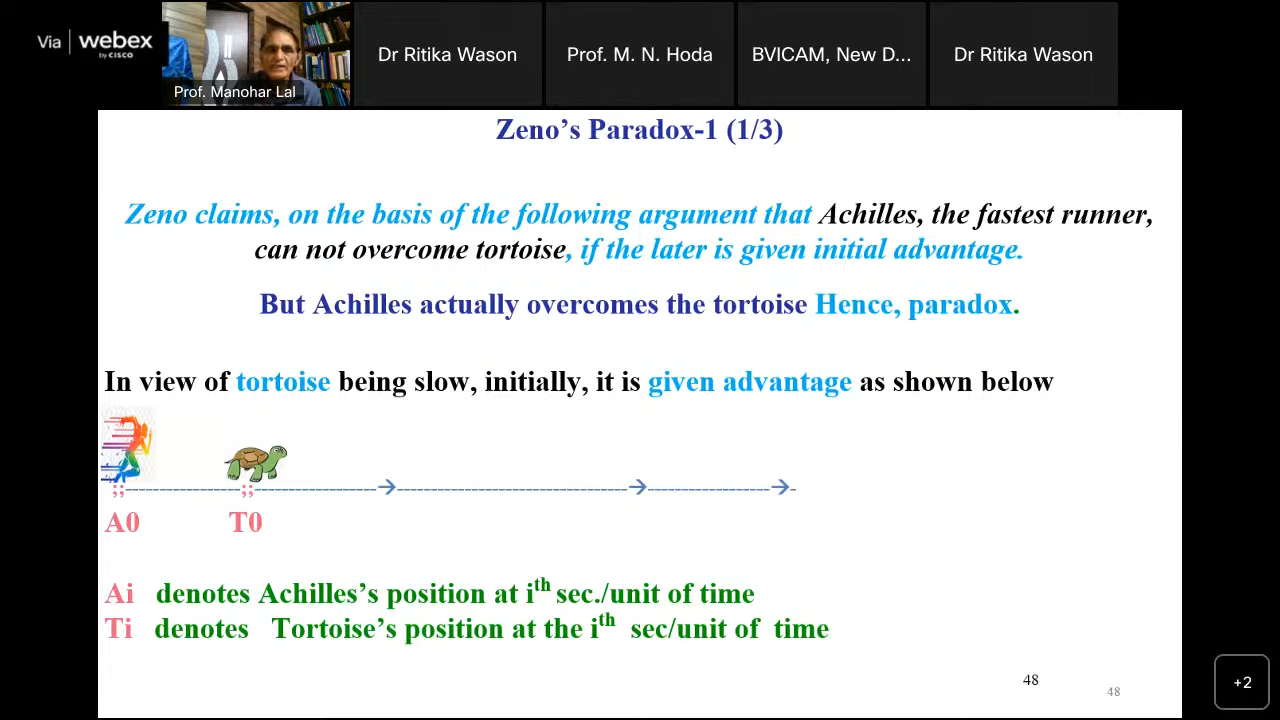 Via webex
by CISCO
Prof. Manohar Lal
Dr Ritika Wason
Prof. M. N. Hoda
BVICAM, New D...
Dr Ritika Wason
Zeno’s Paradox-1 (1/3)
Zeno claims, on the basis of the following argument that Achilles, the fastest runner,
can not overcome tortoise, if the later is given initial advantage.
But Achilles actually overcomes the tortoise Hence, paradox.
In view of tortoise being slow, initially, it is given advantage as shown below
;;-------------------;;--------------------→---------------------------------------→--------------------→-
A0 T0
Ai denotes Achilles’s position at ith sec./unit of time
Ti denotes Tortoise’s position at the ith sec/unit of time
48
48
+2